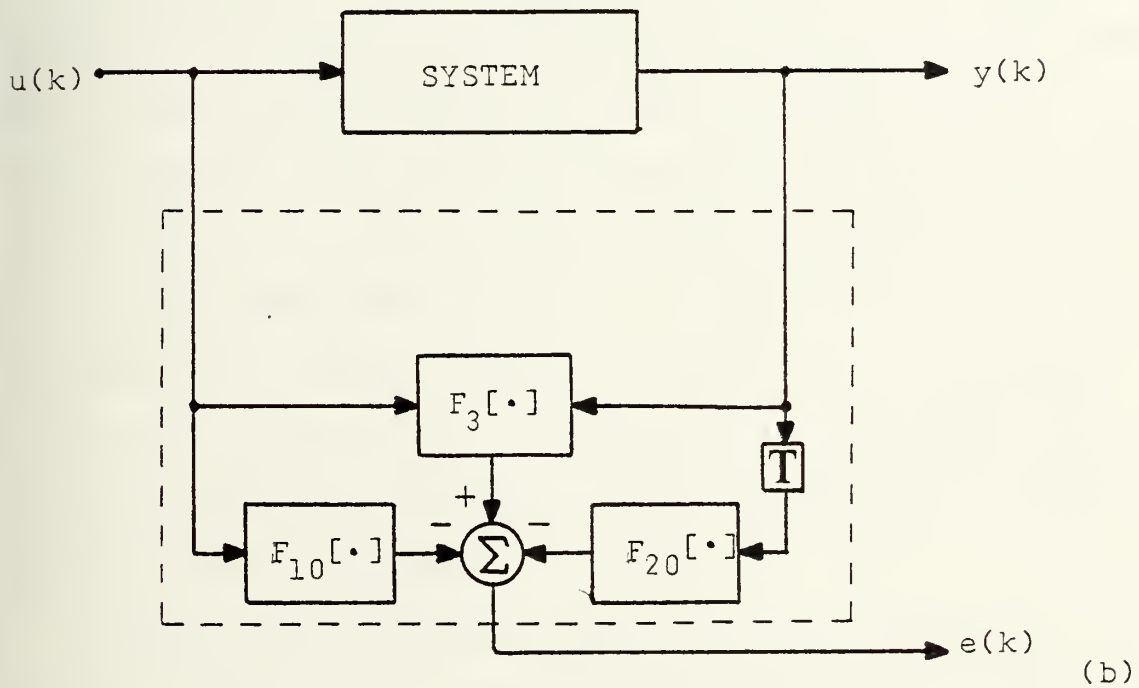 u(k)
SYSTEM
y(k)
F₃[·]
T
+
-
-
F₁₀[·]
Σ
F₂₀[·]
e(k)
(b)